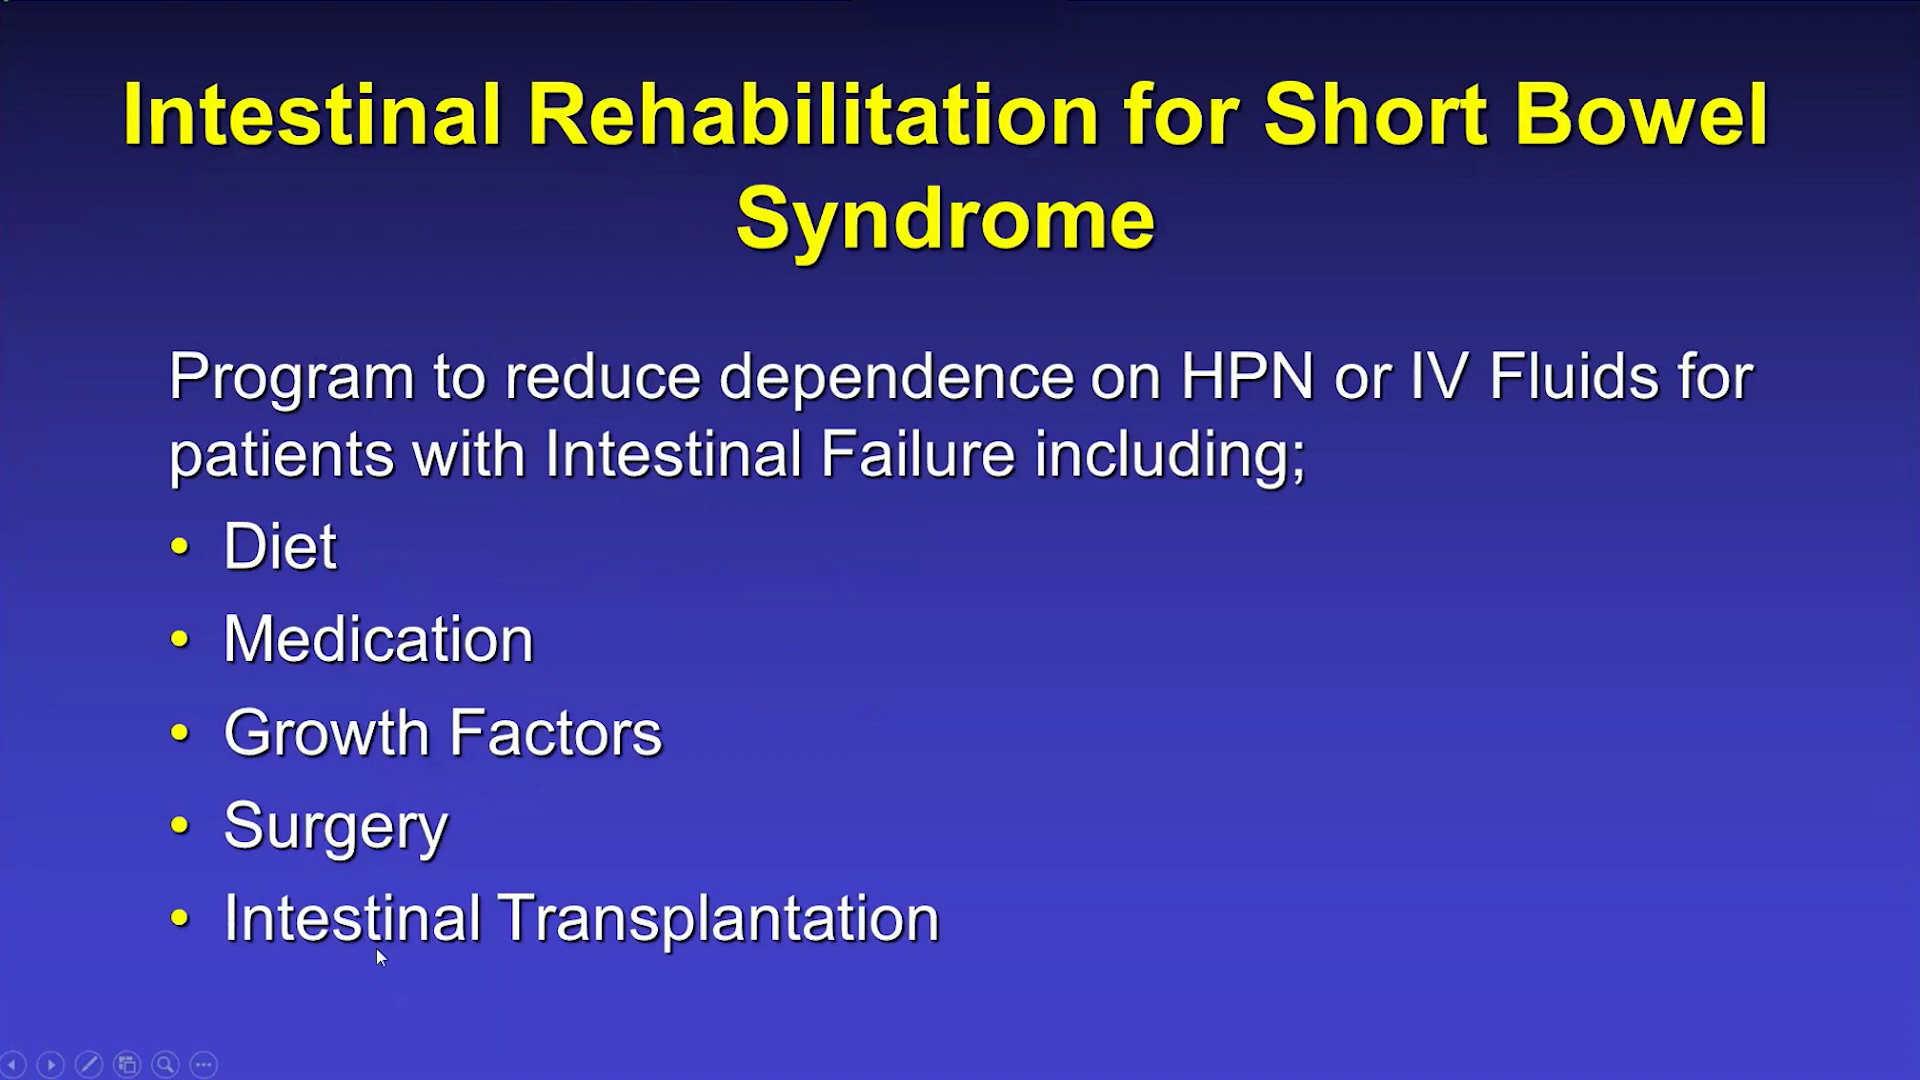 Intestinal Rehabilitation for Short Bowel
Syndrome
Program to reduce dependence on HPN or IV Fluids for
patients with Intestinal Failure including;
• Diet
• Medication
• Growth Factors
• Surgery
• Intestinal Transplantation